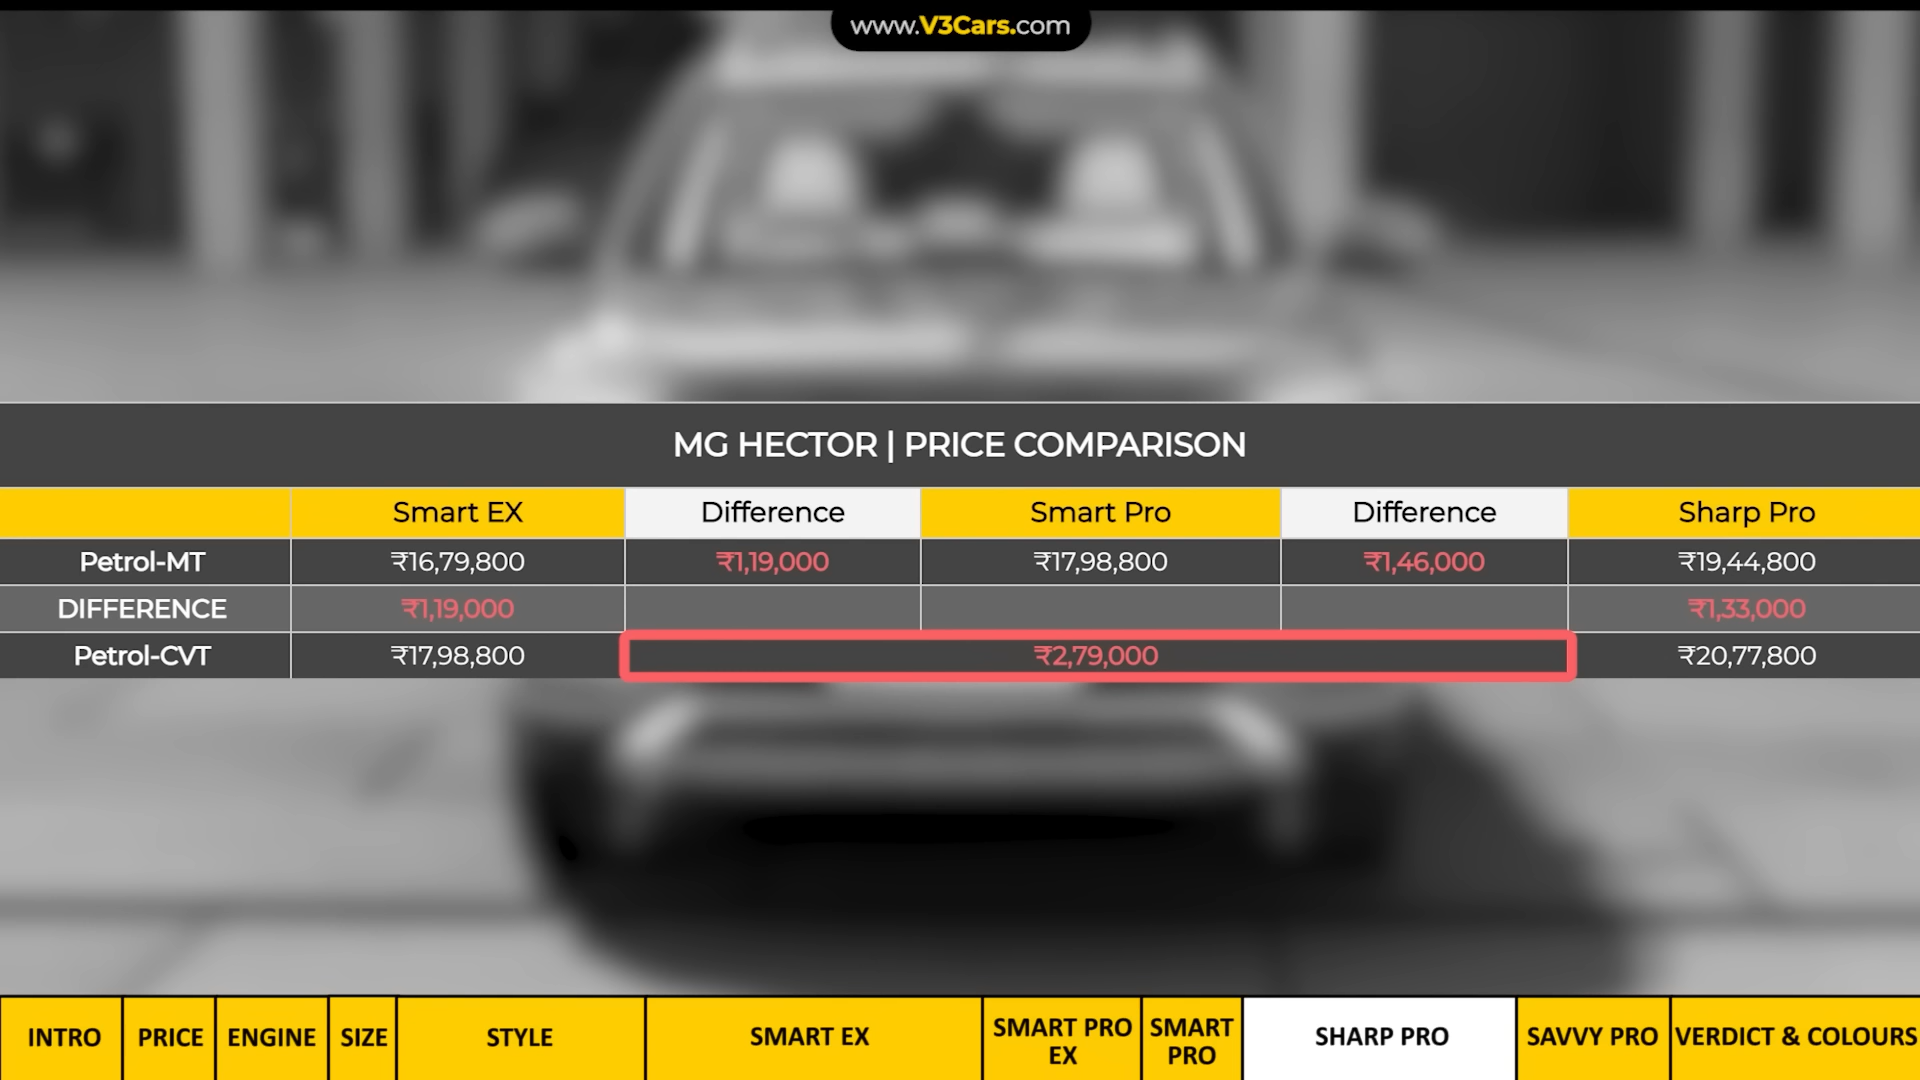 www.V3Cars.com
MG HECTOR | PRICE COMPARISON
Smart EX Difference Smart Pro Difference Sharp Pro
Petrol-MT ₹16,79,800 ₹1,19,000 ₹17,98,800 ₹1,46,000 ₹19,44,800
DIFFERENCE ₹1,19,000 ₹1,33,000
Petrol-CVT ₹17,98,800 ₹2,79,000 ₹20,77,800
INTRO PRICE ENGINE SIZE STYLE SMART EX SMART PRO EX SMART PRO SHARP PRO SAVVY PRO VERDICT & COLOURS